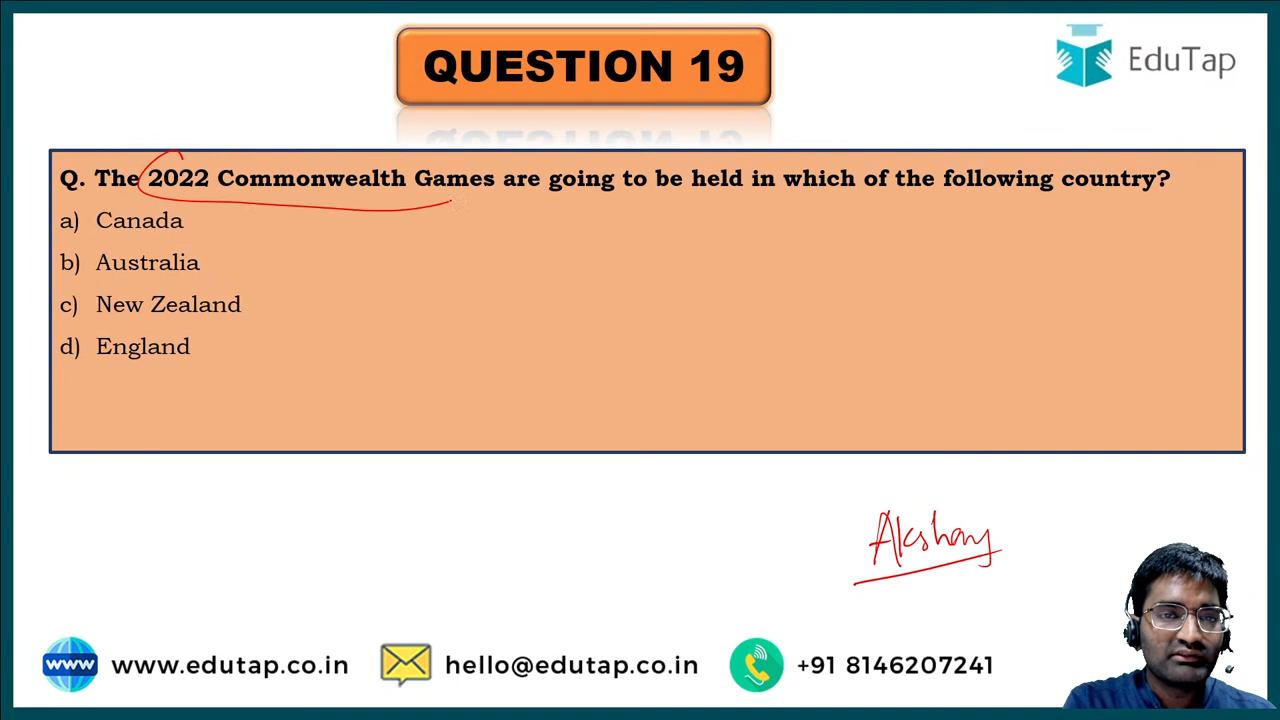 QUESTION 19
EduTap
Q. The 2022 Commonwealth Games are going to be held in which of the following country?
a) Canada
b) Australia
c) New Zealand
d) England
Akshay
www www.edutap.co.in hello@edutap.co.in +91 8146207241